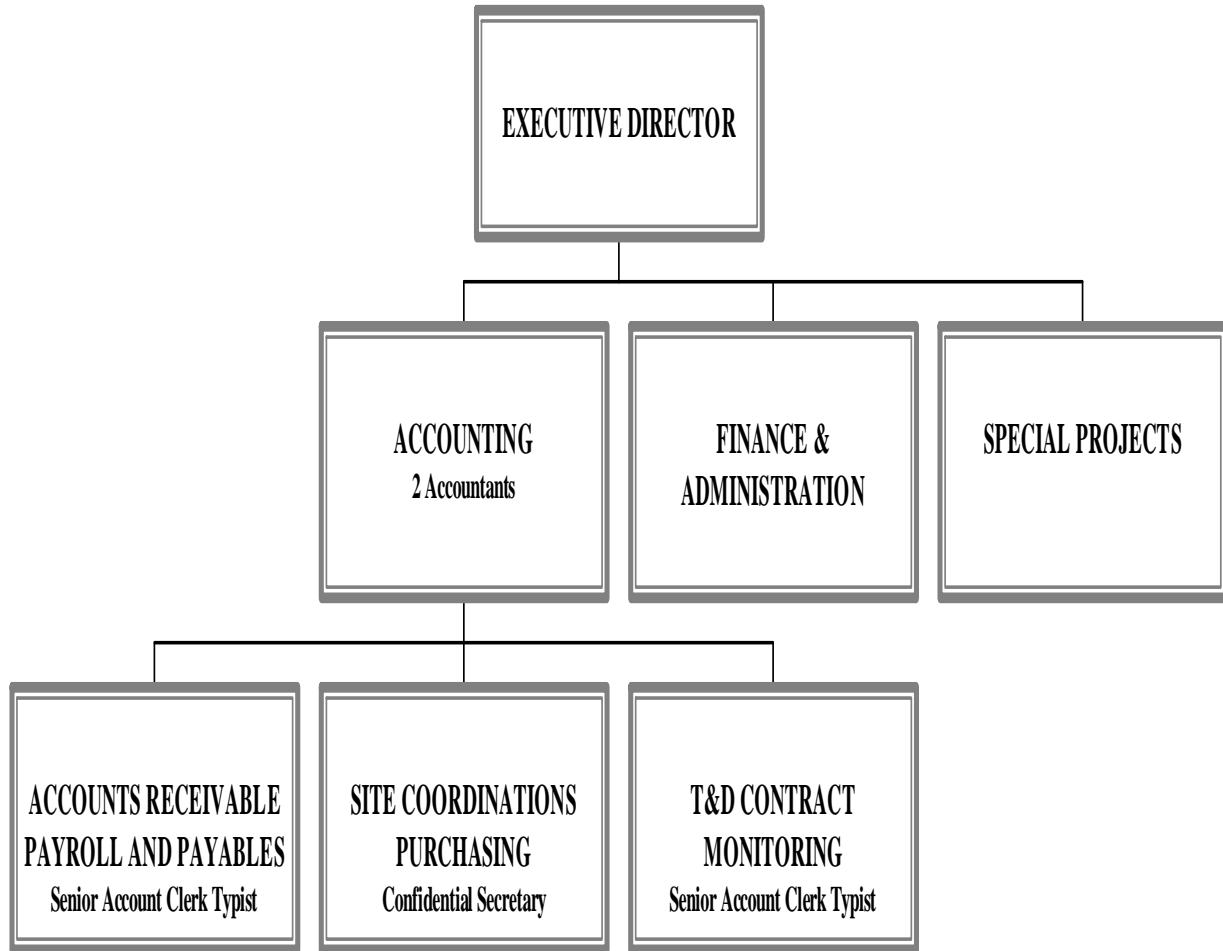 EXECUTIVE DIRECTOR
ACCOUNTING
2 Accountants
FINANCE &
ADMINISTRATION
SPECIAL PROJECTS
ACCOUNTS RECEIVABLE
PAYROLL AND PAYABLES
Senior Account Clerk Typist
SITE COORDINATIONS
PURCHASING
Confidential Secretary
T&D CONTRACT
MONITORING
Senior Account Clerk Typist